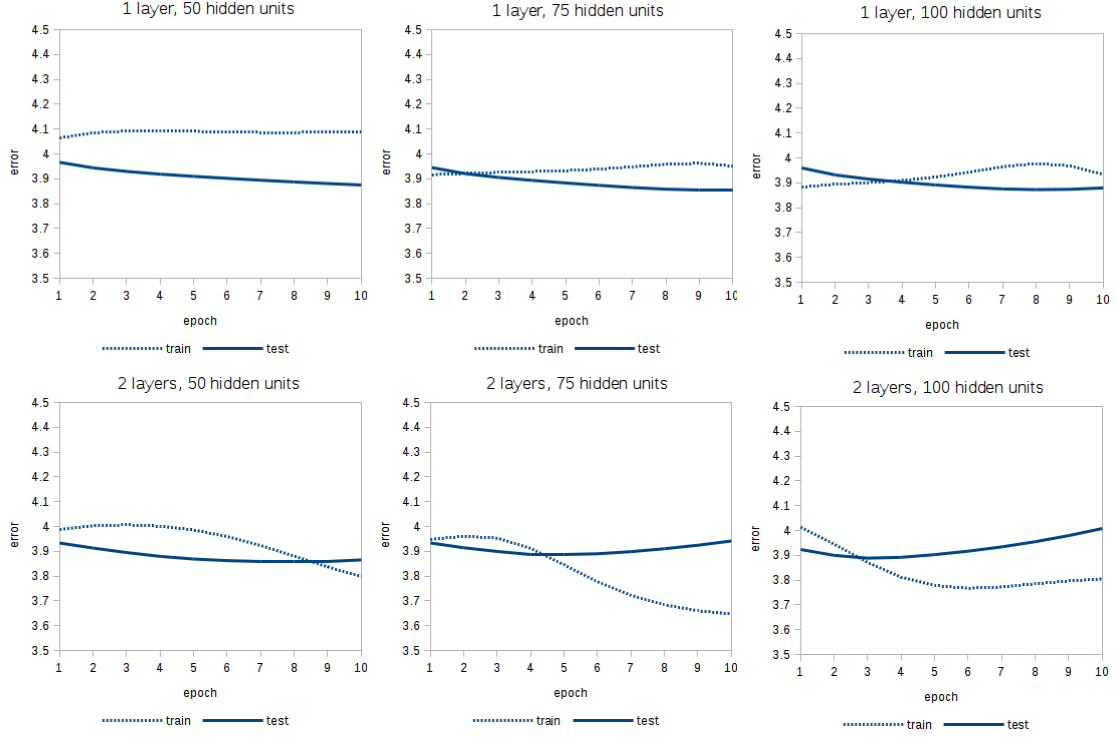 1 layer, 50 hidden units
4.5
4.4
4.3
4.2
4.1
4
3.9
3.8
3.7
3.6
3.5
error
1 2 3 4 5 6 7 8 9 10
epoch
train test
1 layer, 75 hidden units
4.5
4.4
4.3
4.2
4.1
4
3.9
3.8
3.7
3.6
3.5
error
1 2 3 4 5 6 7 8 9 10
epoch
train test
1 layer, 100 hidden units
4.5
4.4
4.3
4.2
4.1
4
3.9
3.8
3.7
3.6
3.5
error
1 2 3 4 5 6 7 8 9 10
epoch
train test
2 layers, 50 hidden units
4.5
4.4
4.3
4.2
4.1
4
3.9
3.8
3.7
3.6
3.5
error
1 2 3 4 5 6 7 8 9 10
epoch
train test
2 layers, 75 hidden units
4.5
4.4
4.3
4.2
4.1
4
3.9
3.8
3.7
3.6
3.5
error
1 2 3 4 5 6 7 8 9 10
epoch
train test
2 layers, 100 hidden units
4.5
4.4
4.3
4.2
4.1
4
3.9
3.8
3.7
3.6
3.5
error
1 2 3 4 5 6 7 8 9 10
epoch
train test